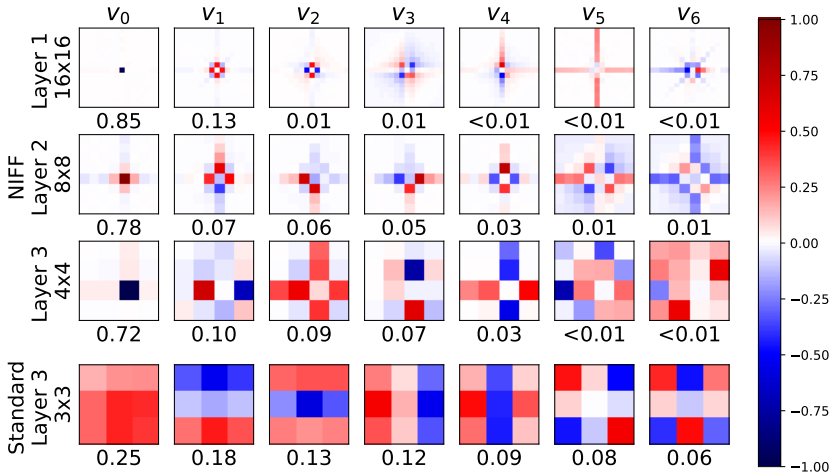 v0 v1 v2 v3 v4 v5 v6
Layer 1
16x16
0.85 0.13 0.01 0.01 <0.01 <0.01 <0.01
NIFF
Layer 2
8x8
0.78 0.07 0.06 0.05 0.03 0.01 0.01
Layer 3
4x4
0.72 0.10 0.09 0.07 0.03 <0.01 <0.01
Standard
Layer 3
3x3
0.25 0.18 0.13 0.12 0.09 0.08 0.06
1.00
0.75
0.50
0.25
0.00
−0.25
−0.50
−0.75
−1.00